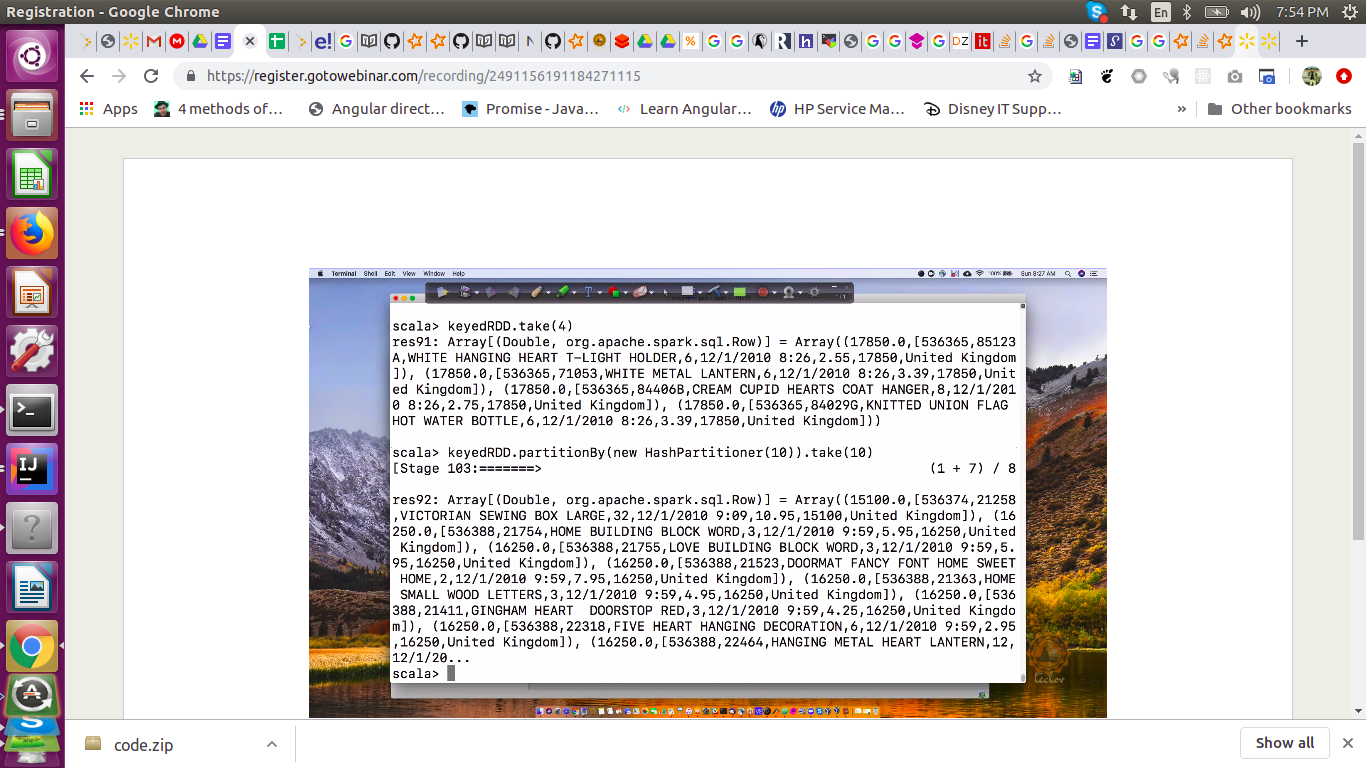 Registration - Google Chrome
En
7:54 PM
https://register.gotowebinar.com/recording/2491156191184271115
Apps
4 methods of…
Angular direct…
Promise - Java…
Learn Angular…
HP Service Ma…
Disney IT Supp…
»
Other bookmarks
Terminal Shell Edit View Window Help
100%
Sun 8:27 AM
scala> keyedRDD.take(4)
res91: Array[(Double, org.apache.spark.sql.Row)] = Array((17850.0,[536365,85123
A,WHITE HANGING HEART T-LIGHT HOLDER,6,12/1/2010 8:26,2.55,17850,United Kingdom
]), (17850.0,[536365,71053,WHITE METAL LANTERN,6,12/1/2010 8:26,3.39,17850,Unit
ed Kingdom]), (17850.0,[536365,84406B,CREAM CUPID HEARTS COAT HANGER,8,12/1/201
0 8:26,2.75,17850,United Kingdom]), (17850.0,[536365,84029G,KNITTED UNION FLAG
HOT WATER BOTTLE,6,12/1/2010 8:26,3.39,17850,United Kingdom]))
scala> keyedRDD.partitionBy(new HashPartitioner(10)).take(10)
[Stage 103:=======> (1 + 7) / 8
res92: Array[(Double, org.apache.spark.sql.Row)] = Array((15100.0,[536374,21258
,VICTORIAN SEWING BOX LARGE,32,12/1/2010 9:09,10.95,15100,United Kingdom]), (16
250.0,[536388,21754,HOME BUILDING BLOCK WORD,3,12/1/2010 9:59,5.95,16250,United
Kingdom]), (16250.0,[536388,21755,LOVE BUILDING BLOCK WORD,3,12/1/2010 9:59,5.
95,16250,United Kingdom]), (16250.0,[536388,21523,DOORMAT FANCY FONT HOME SWEET
HOME,2,12/1/2010 9:59,7.95,16250,United Kingdom]), (16250.0,[536388,21363,HOME
SMALL WOOD LETTERS,3,12/1/2010 9:59,4.95,16250,United Kingdom]), (16250.0,[536
388,21411,GINGHAM HEART  DOORSTOP RED,3,12/1/2010 9:59,4.25,16250,United Kingdo
m]), (16250.0,[536388,22318,FIVE HEART HANGING DECORATION,6,12/1/2010 9:59,2.95
,16250,United Kingdom]), (16250.0,[536388,22464,HANGING METAL HEART LANTERN,12,
12/1/20...
scala>
code.zip
Show all